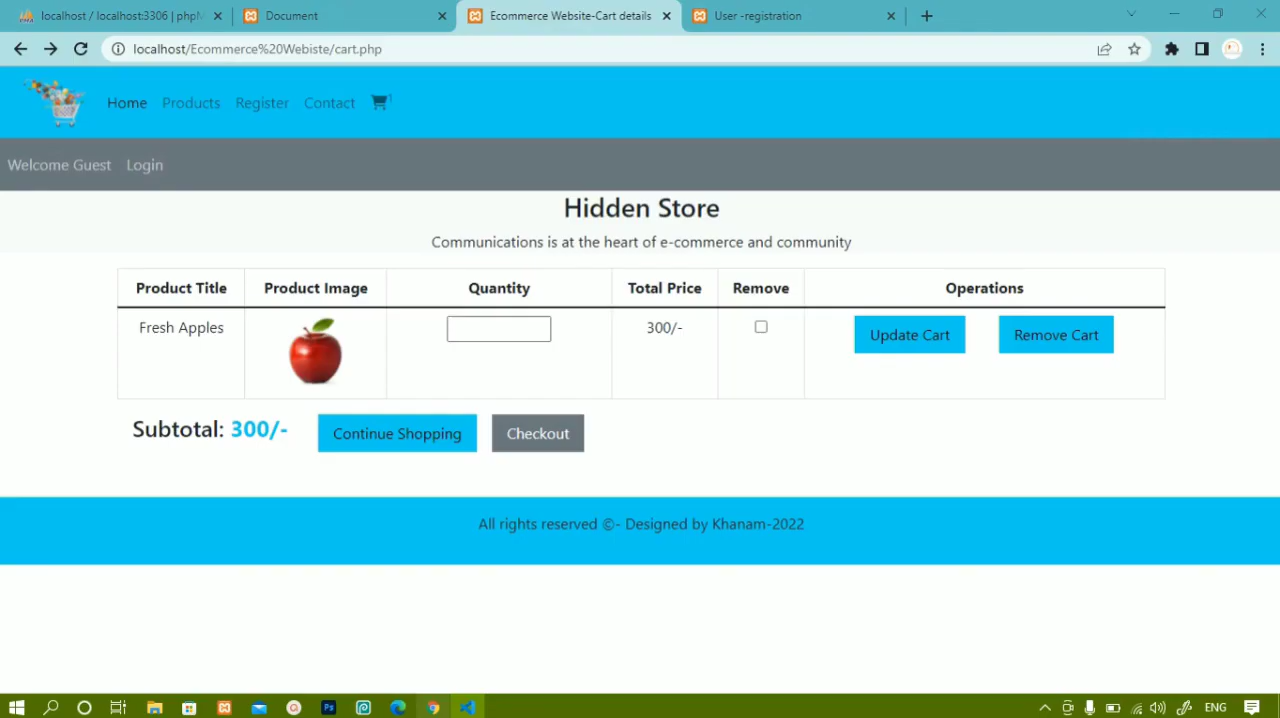 localhost / localhost:3306 | phpM
Document
Ecommerce Website-Cart details
User -registration
localhost/Ecommerce%20Webiste/cart.php
Home Products Register Contact 1
Welcome Guest Login
Hidden Store
Communications is at the heart of e-commerce and community
Product Title Product Image Quantity Total Price Remove Operations
Fresh Apples 300/- Update Cart Remove Cart
Subtotal: 300/- Continue Shopping Checkout
All rights reserved ©- Designed by Khanam-2022
Ps
ENG